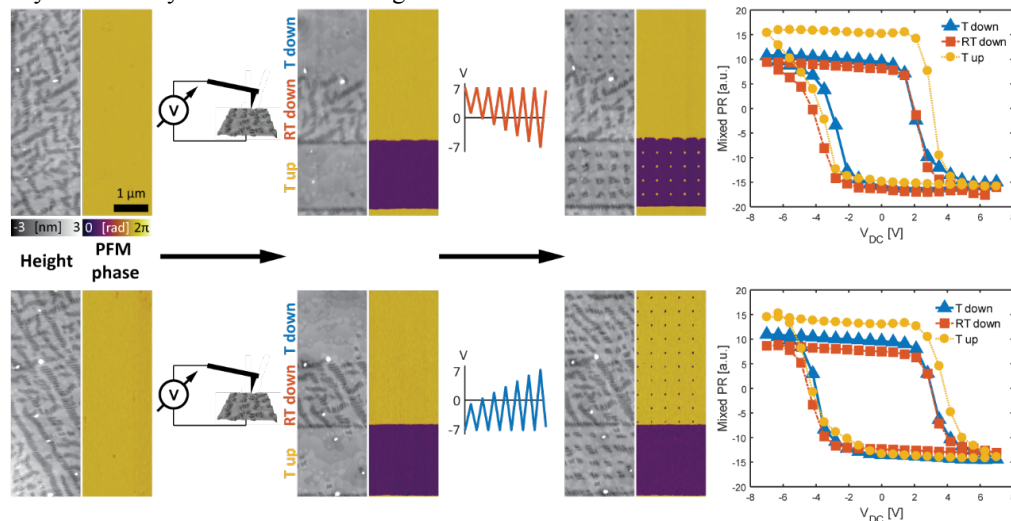 T down
RT down
T up
V
V
7
0
-7
1 µm
-3 [nm] 3
0 [rad] 2π
Height
PFM phase
Mixed PR [a.u.]
20
15
10
5
0
-5
-10
-15
-20
-8 -6 -4 -2 0 2 4 6 8
V_DC [V]
T down
RT down
T up
T down
RT down
T up
V
V
7
0
-7
Mixed PR [a.u.]
20
15
10
5
0
-5
-10
-15
-20
-8 -6 -4 -2 0 2 4 6 8
V_DC [V]
T down
RT down
T up